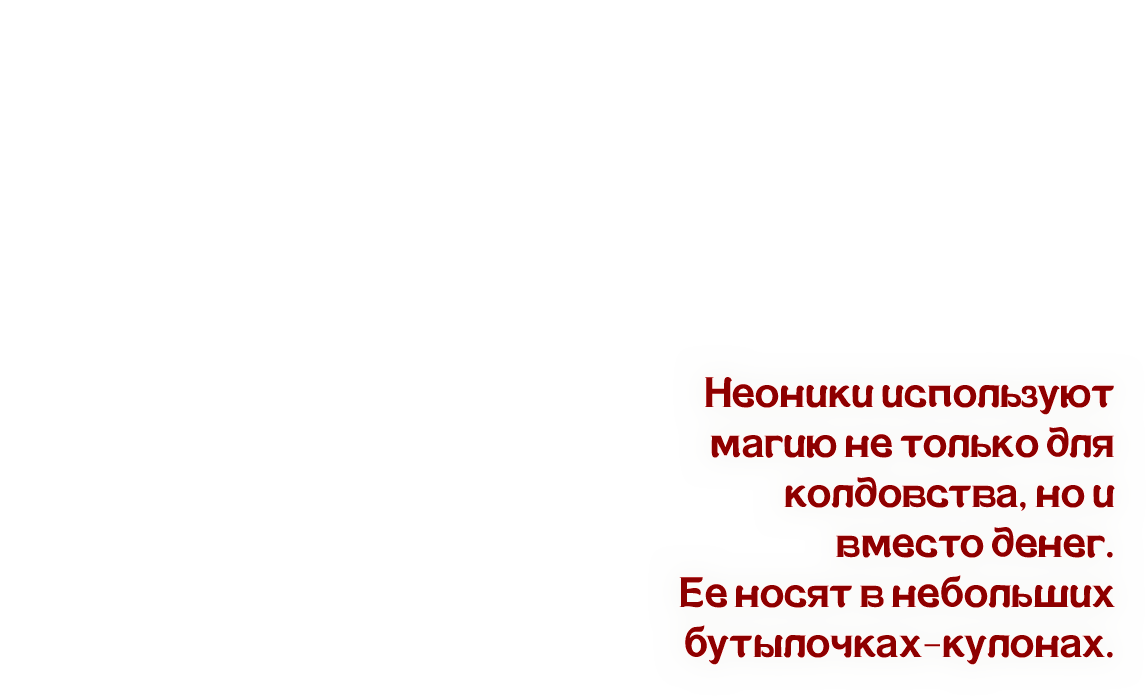 Неоники используют
магию не только для
колдовства, но и
вместо денег.
Ее носят в небольших
бутылочках-кулонах.